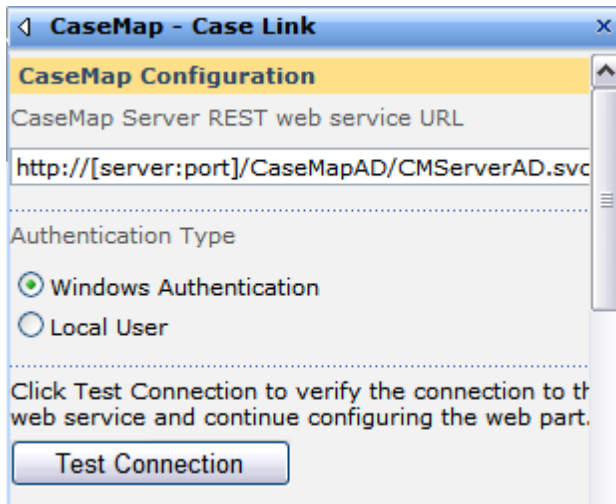 CaseMap - Case Link
CaseMap Configuration
CaseMap Server REST web service URL
http://[server:port]/CaseMapAD/CMServerAD.svc
Authentication Type
Windows Authentication
Local User
Click Test Connection to verify the connection to th
web service and continue configuring the web part.
Test Connection